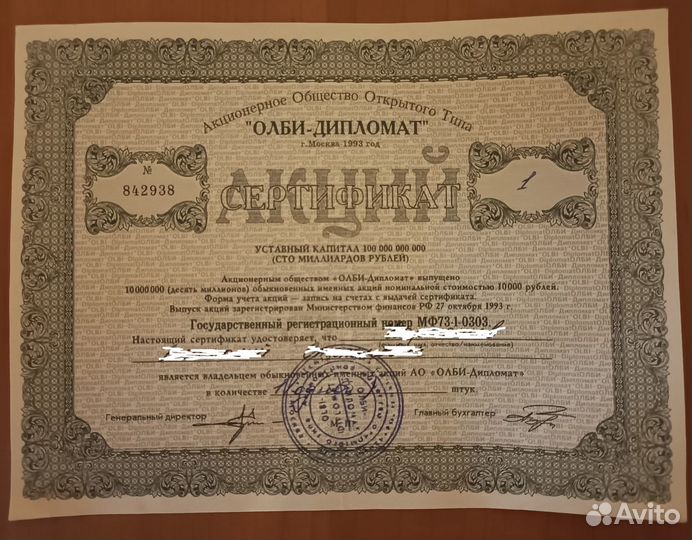 Акционерное Общество Открытого Типа
"ОЛБИ-ДИПЛОМАТ"
г. Москва 1993 год
№
842938
1
СЕРТИФИКАТ
АКЦИЙ
УСТАВНЫЙ КАПИТАЛ 100 000 000 000
(СТО МИЛЛИАРДОВ РУБЛЕЙ)
Акционерным обществом «ОЛБИ-Дипломат» выпущено
10000000 (десять миллионов) обыкновенных именных акций номинальной стоимостью 10000 рублей.
Форма учета акций — запись на счетах с выдачей сертификата.
Выпуск акций зарегистрирован Министерством финансов РФ 27 октября 1993 г.
Государственный регистрационный номер МФ73-1-0303
Настоящий сертификат удостоверяет, что
отчество/наименование)
является владельцем обыкновенных именных акций АО «ОЛБИ-Дипломат»
в количестве штук
Генеральный директор
Главный бухгалтер
Avito